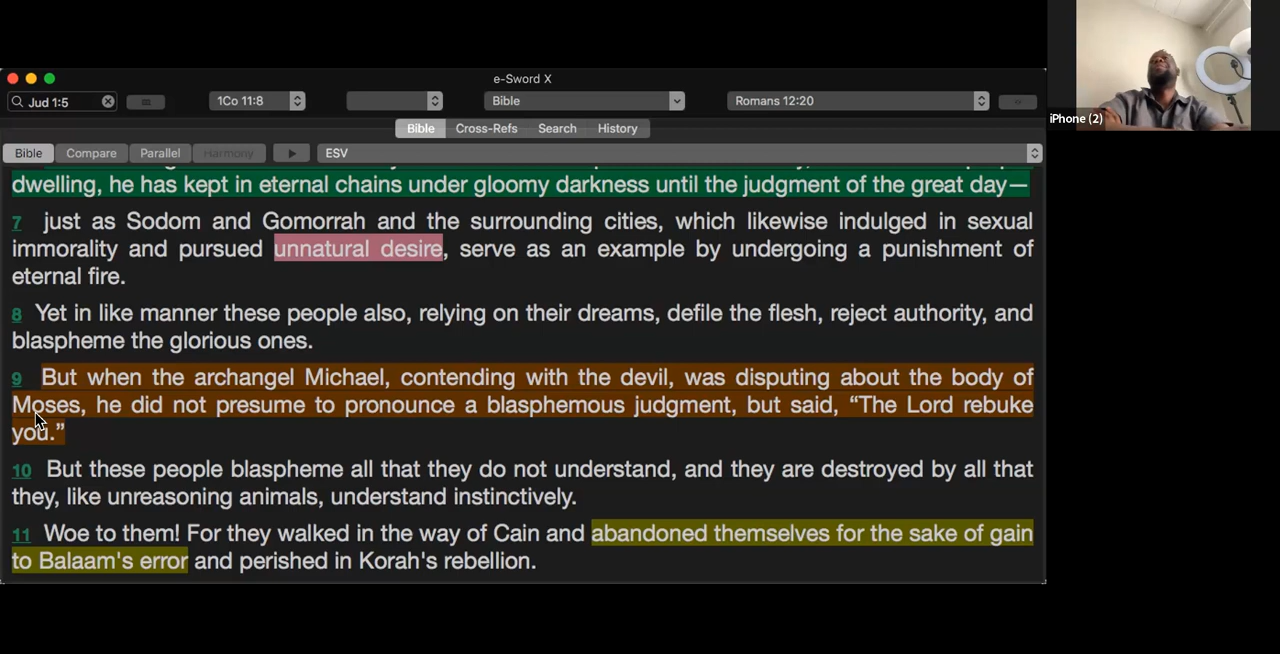 e-Sword X
Jud 1:5
1Co 11:8
Bible
Romans 12:20
iPhone (2)
Bible
Cross-Refs
Search
History
Bible
Compare
Parallel
Harmony
ESV
dwelling, he has kept in eternal chains under gloomy darkness until the judgment of the great day—
7 just as Sodom and Gomorrah and the surrounding cities, which likewise indulged in sexual
immorality and pursued unnatural desire, serve as an example by undergoing a punishment of
eternal fire.
8 Yet in like manner these people also, relying on their dreams, defile the flesh, reject authority, and
blaspheme the glorious ones.
9 But when the archangel Michael, contending with the devil, was disputing about the body of
Moses, he did not presume to pronounce a blasphemous judgment, but said, “The Lord rebuke
you.”
10 But these people blaspheme all that they do not understand, and they are destroyed by all that
they, like unreasoning animals, understand instinctively.
11 Woe to them! For they walked in the way of Cain and abandoned themselves for the sake of gain
to Balaam's error and perished in Korah's rebellion.